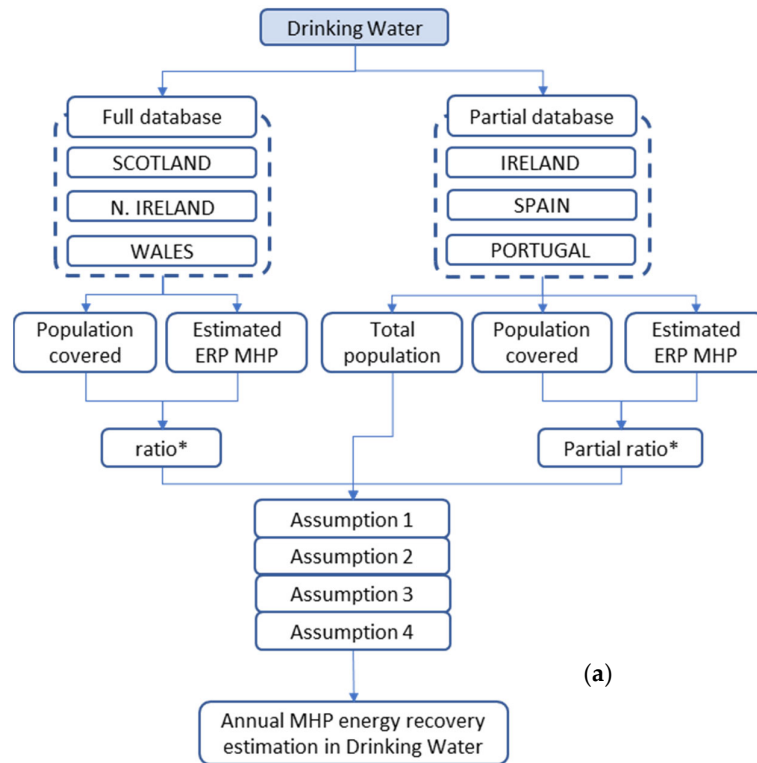 Drinking Water
Full database
Partial database
SCOTLAND
IRELAND
N. IRELAND
SPAIN
WALES
PORTUGAL
Population
covered
Estimated
ERP MHP
Total
population
Population
covered
Estimated
ERP MHP
ratio*
Partial ratio*
Assumption 1
Assumption 2
Assumption 3
Assumption 4
(a)
Annual MHP energy recovery
estimation in Drinking Water